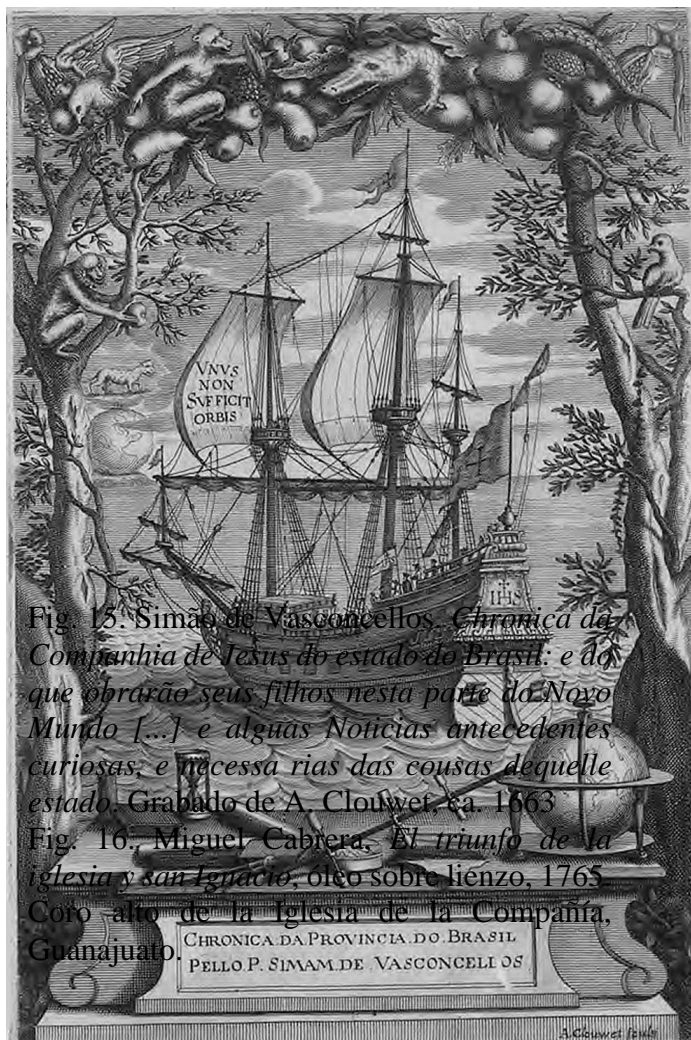 VNVS
NON
SVFFICIT
ORBIS
IHS
Fig. 15. Simão de Vasconcellos. Chronica da
Companhia de Jesus do estado do Brasil: e do
que obrarão seus filhos nesta parte do Novo
Mundo [...] e alguas Noticias antecedentes
curiosas, e necessa rias das cousas dequelle
estado. Grabado de A. Clouwet, ca. 1663
Fig. 16. Miguel Cabrera, El triunfo de la
iglesia y san Ignacio, óleo sobre lienzo, 1765.
Coro alto de la Iglesia de la Compañía,
Guanajuato.
CHRONICA.DA.PROVINCIA.DO.BRASIL
PELLO.P.SIMAM.DE.VASCONCELLOS
A.Clouwet sculp